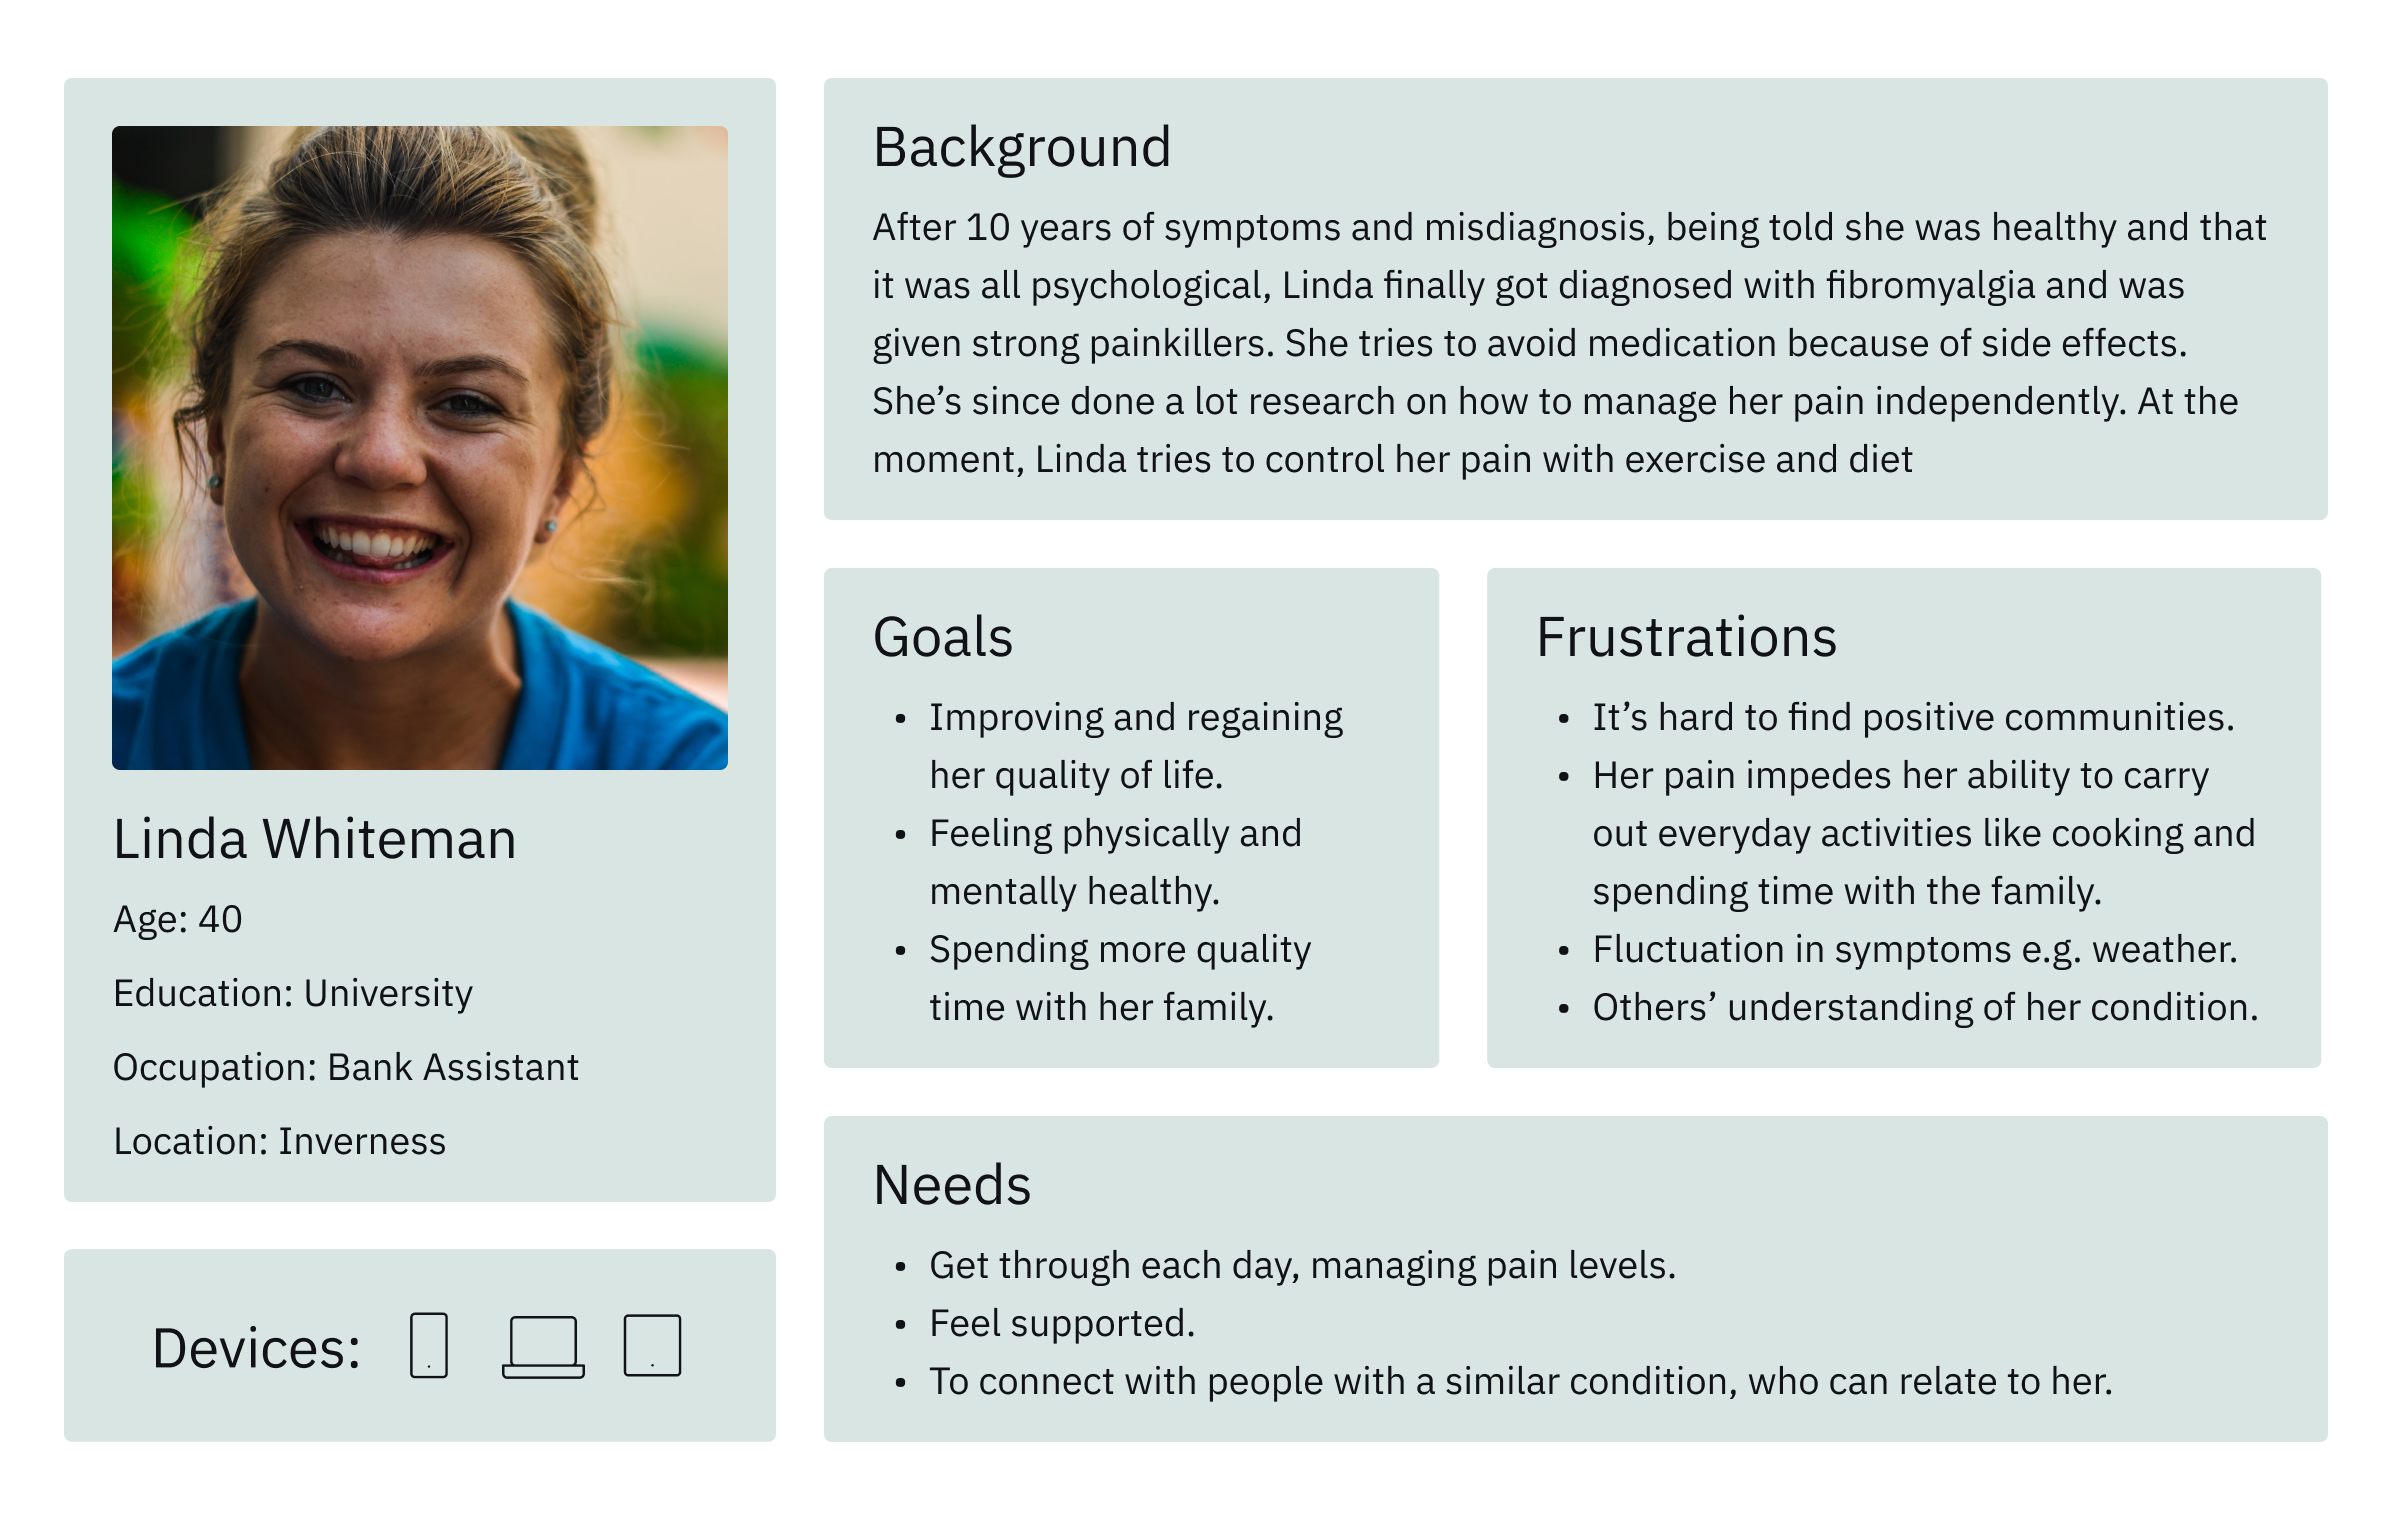 Linda Whiteman
Age: 40
Education: University
Occupation: Bank Assistant
Location: Inverness
Devices:
Background
After 10 years of symptoms and misdiagnosis, being told she was healthy and that
it was all psychological, Linda finally got diagnosed with fibromyalgia and was
given strong painkillers. She tries to avoid medication because of side effects.
She’s since done a lot research on how to manage her pain independently. At the
moment, Linda tries to control her pain with exercise and diet
Goals
• Improving and regaining
her quality of life.
• Feeling physically and
mentally healthy.
• Spending more quality
time with her family.
Frustrations
• It’s hard to find positive communities.
• Her pain impedes her ability to carry
out everyday activities like cooking and
spending time with the family.
• Fluctuation in symptoms e.g. weather.
• Others’ understanding of her condition.
Needs
• Get through each day, managing pain levels.
• Feel supported.
• To connect with people with a similar condition, who can relate to her.